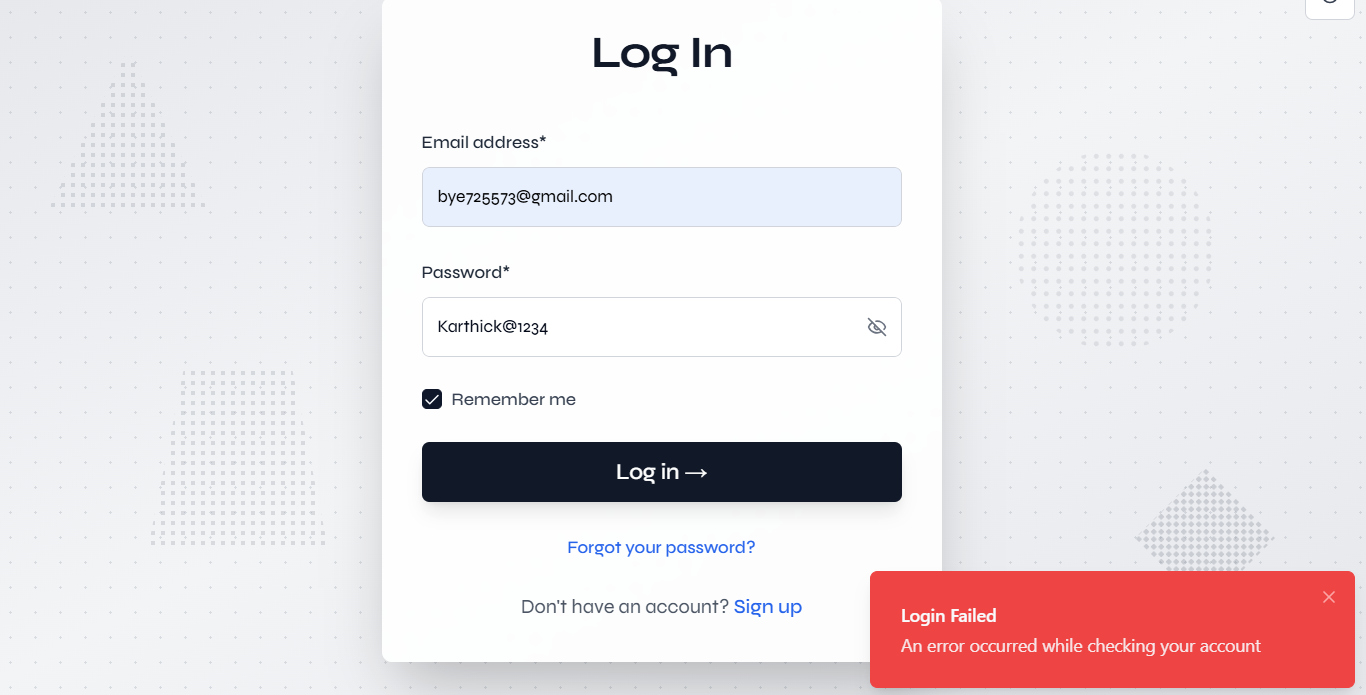 Log In
Email address*
bye725573@gmail.com
Password*
Karthick@1234
Remember me
Log in →
Forgot your password?
Don't have an account? Sign up
Login Failed
An error occurred while checking your account